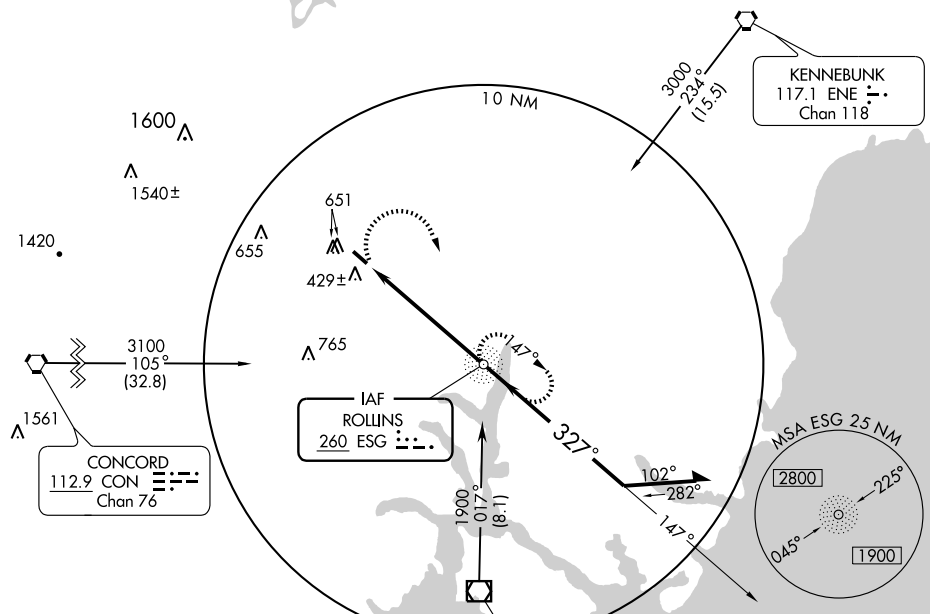 10 NM
3000
234°
(15.5)
KENNEBUNK
117.1 ENE
Chan 118
1600
1540±
1420
655
651
429±
765
3100
105°
(32.8)
1561
CONCORD
112.9 CON
Chan 76
IAF
ROLLINS
260 ESG
147°
327°
102°
282°
147°
1900
017°
(8.1)
MSA ESG 25 NM
2800
225°
045°
1900